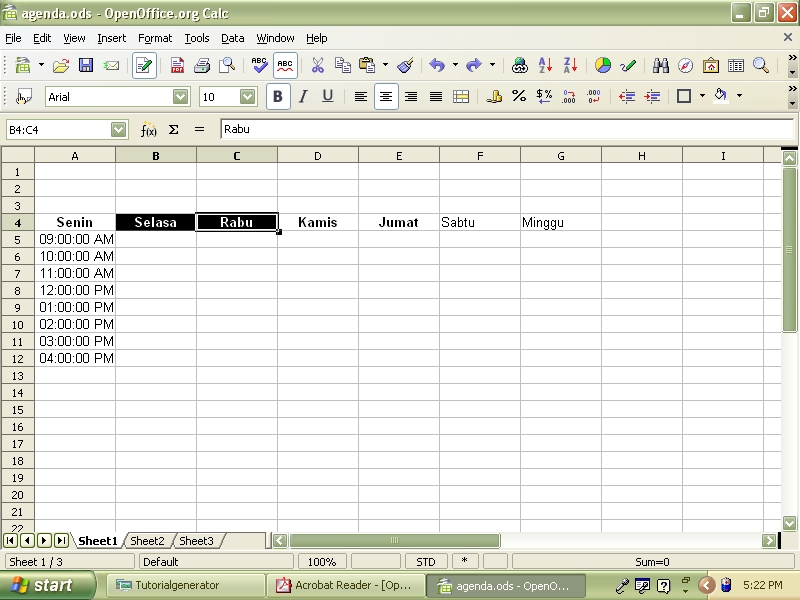 agenda.ods - OpenOffice.org Calc
File Edit View Insert Format Tools Data Window Help
ABC ABC
Arial 10 B I U
B4:C4 f(x) Σ = Rabu
A B C D E F G H I
1
2
3
4 Senin Selasa Rabu Kamis Jumat Sabtu Minggu
5 09:00:00 AM
6 10:00:00 AM
7 11:00:00 AM
8 12:00:00 PM
9 01:00:00 PM
10 02:00:00 PM
11 03:00:00 PM
12 04:00:00 PM
13
14
15
16
17
18
19
20
21
22
Sheet1 Sheet2 Sheet3
Sheet 1 / 3 Default 100% STD * Sum=0
start Tutorialgenerator Acrobat Reader - [Op... agenda.ods - OpenO... 5:22 PM